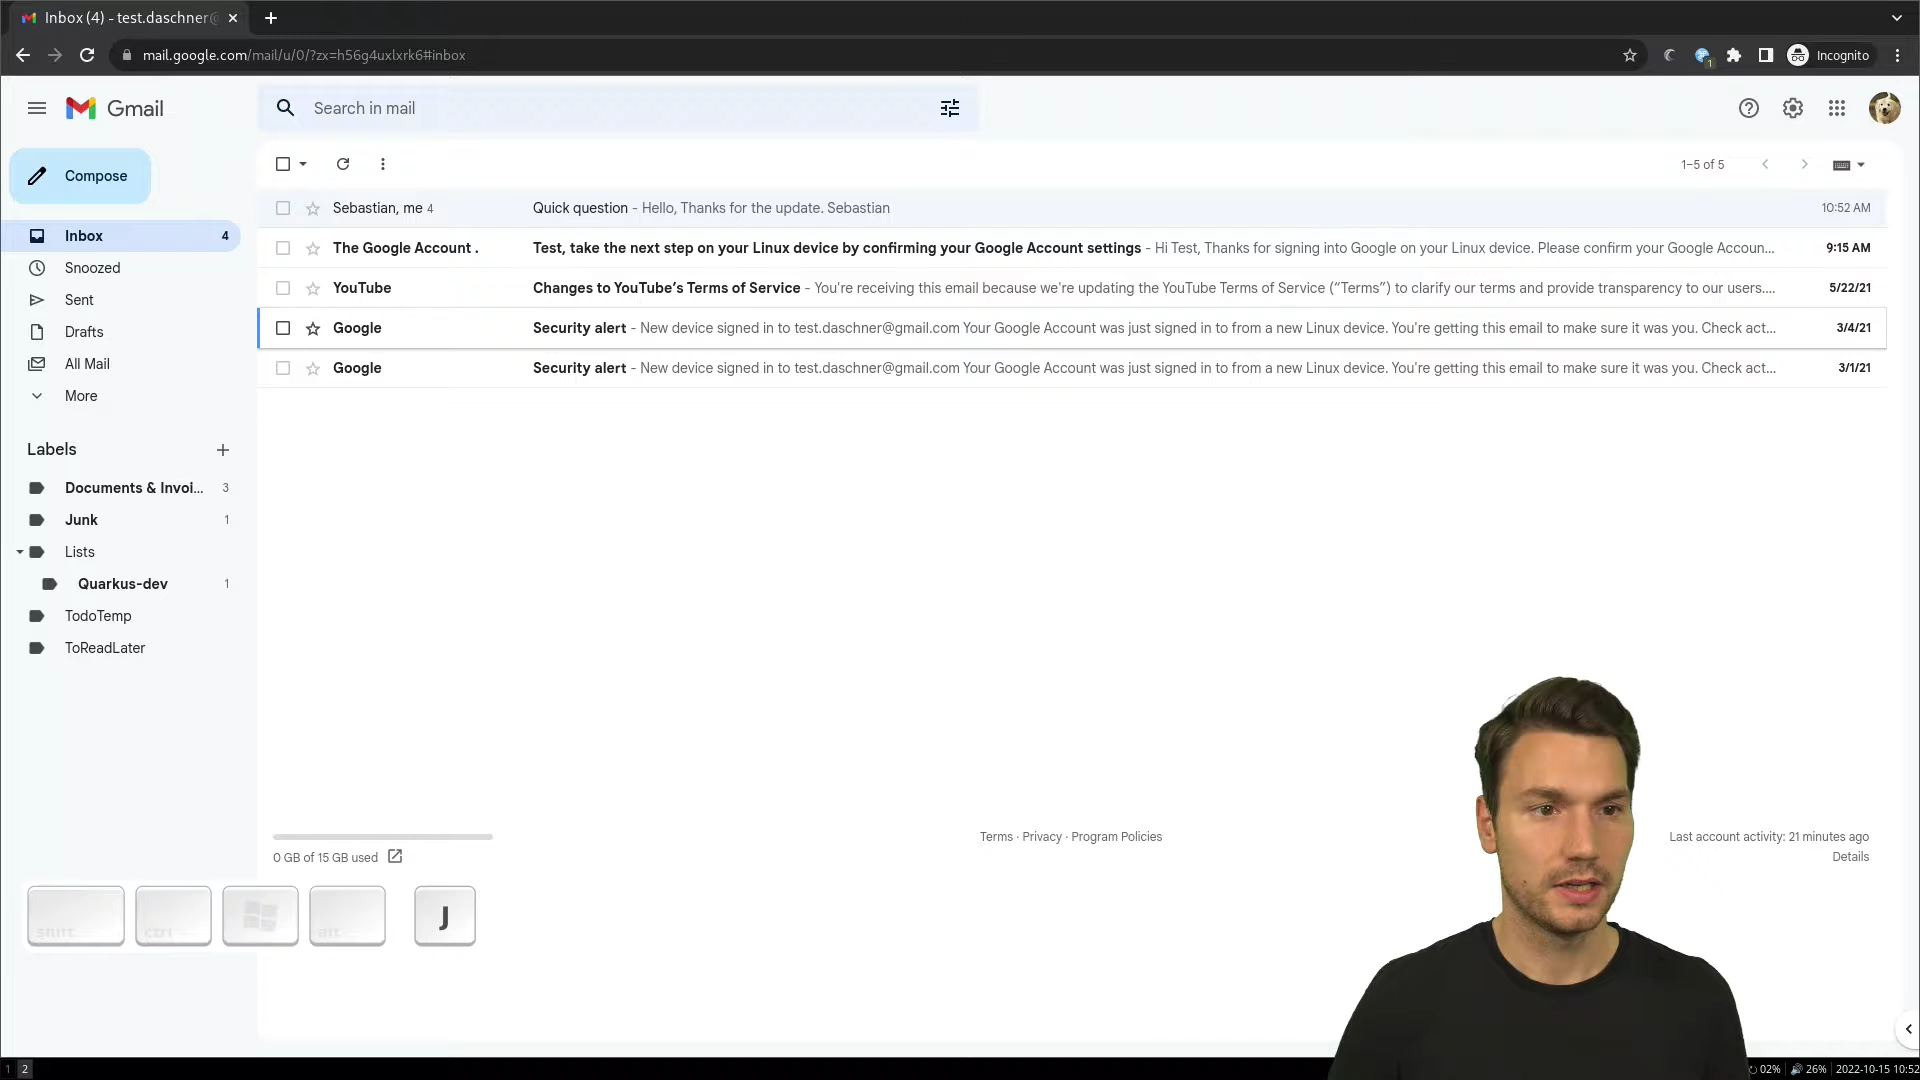 Inbox (4) - test.daschner@
mail.google.com/mail/u/0/?zx=h56g4uxlxrk6#inbox
1
Incognito
Gmail
Search in mail
Compose
1–5 of 5
Sebastian, me 4 Quick question - Hello, Thanks for the update. Sebastian 10:52 AM
Inbox 4
The Google Account . Test, take the next step on your Linux device by confirming your Google Account settings - Hi Test, Thanks for signing into Google on your Linux device. Please confirm your Google Accoun... 9:15 AM
Snoozed
YouTube Changes to YouTube’s Terms of Service - You're receiving this email because we're updating the YouTube Terms of Service (“Terms”) to clarify our terms and provide transparency to our users.... 5/22/21
Sent
Google Security alert - New device signed in to test.daschner@gmail.com Your Google Account was just signed in to from a new Linux device. You're getting this email to make sure it was you. Check act... 3/4/21
Drafts
Google Security alert - New device signed in to test.daschner@gmail.com Your Google Account was just signed in to from a new Linux device. You're getting this email to make sure it was you. Check act... 3/1/21
All Mail
More
Labels
Documents & Invoi... 3
Junk 1
Lists
Quarkus-dev 1
TodoTemp
ToReadLater
Terms · Privacy · Program Policies
Last account activity: 21 minutes ago
0 GB of 15 GB used
Details
shift ctrl alt J
1 2
02% 26% 2022-10-15 10:52